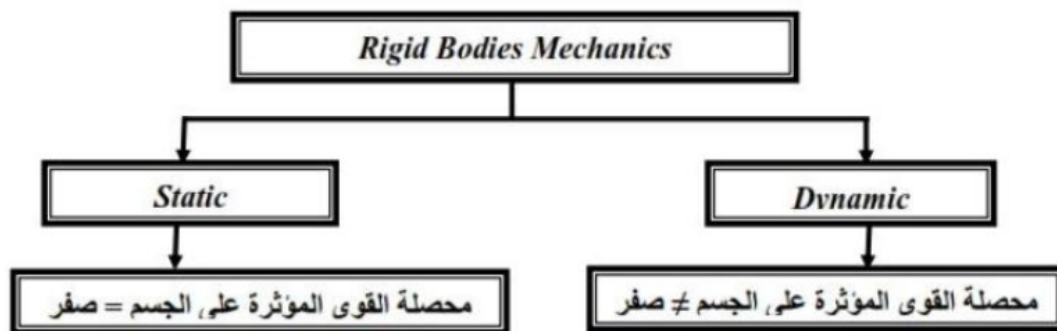 Rigid Bodies Mechanics
Static
Dvnamic
محصلة القوى المؤثرة على الجسم = صفر
محصلة القوى المؤثرة على الجسم ≠ صفر